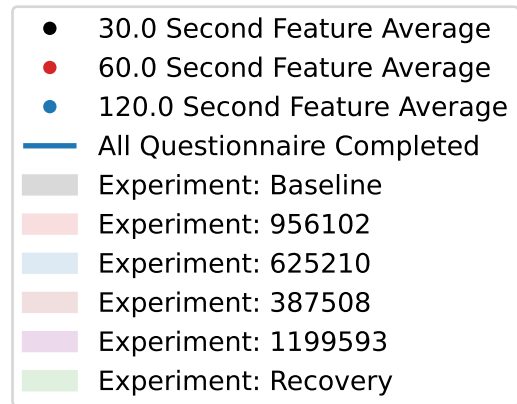 30.0 Second Feature Average
60.0 Second Feature Average
120.0 Second Feature Average
All Questionnaire Completed
Experiment: Baseline
Experiment: 956102
Experiment: 625210
Experiment: 387508
Experiment: 1199593
Experiment: Recovery